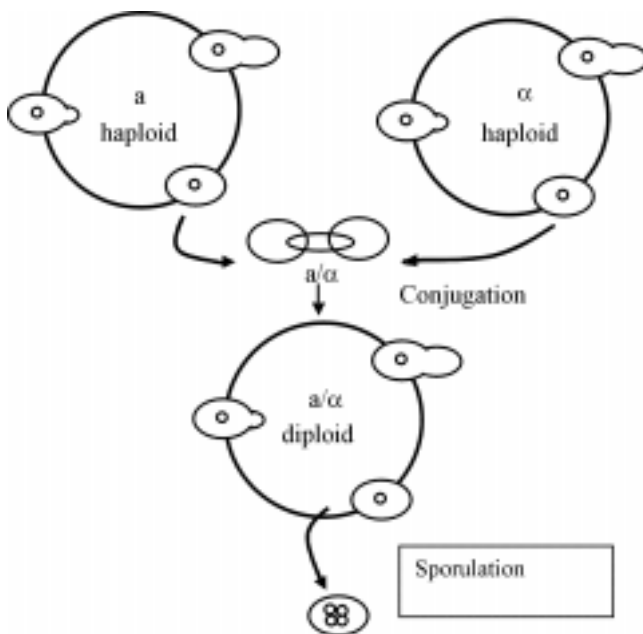 a
haploid
α
haploid
a/α
Conjugation
a/α
diploid
Sporulation